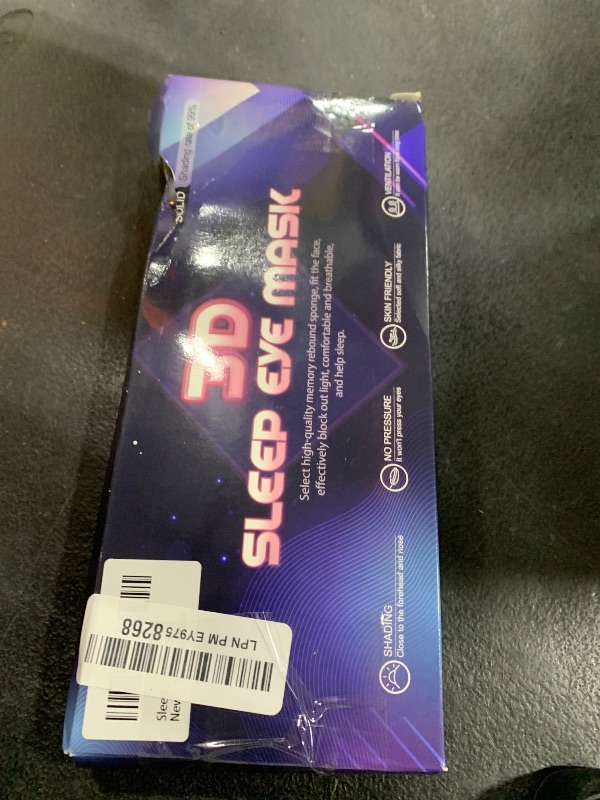 SOLID Shading rate of 99%
3D
SLEEP EYE MASK
Select high-quality memory rebound sponge, fit the face,
effectively block out light, comfortable and breathable,
and help sleep.
SHADING
Close to the forehead and nose
NO PRESSURE
It won't press your eyes
SKIN FRIENDLY
Selected soft and silky fabric
VENTILATION
LPN PM EY975 8268
Slee
New